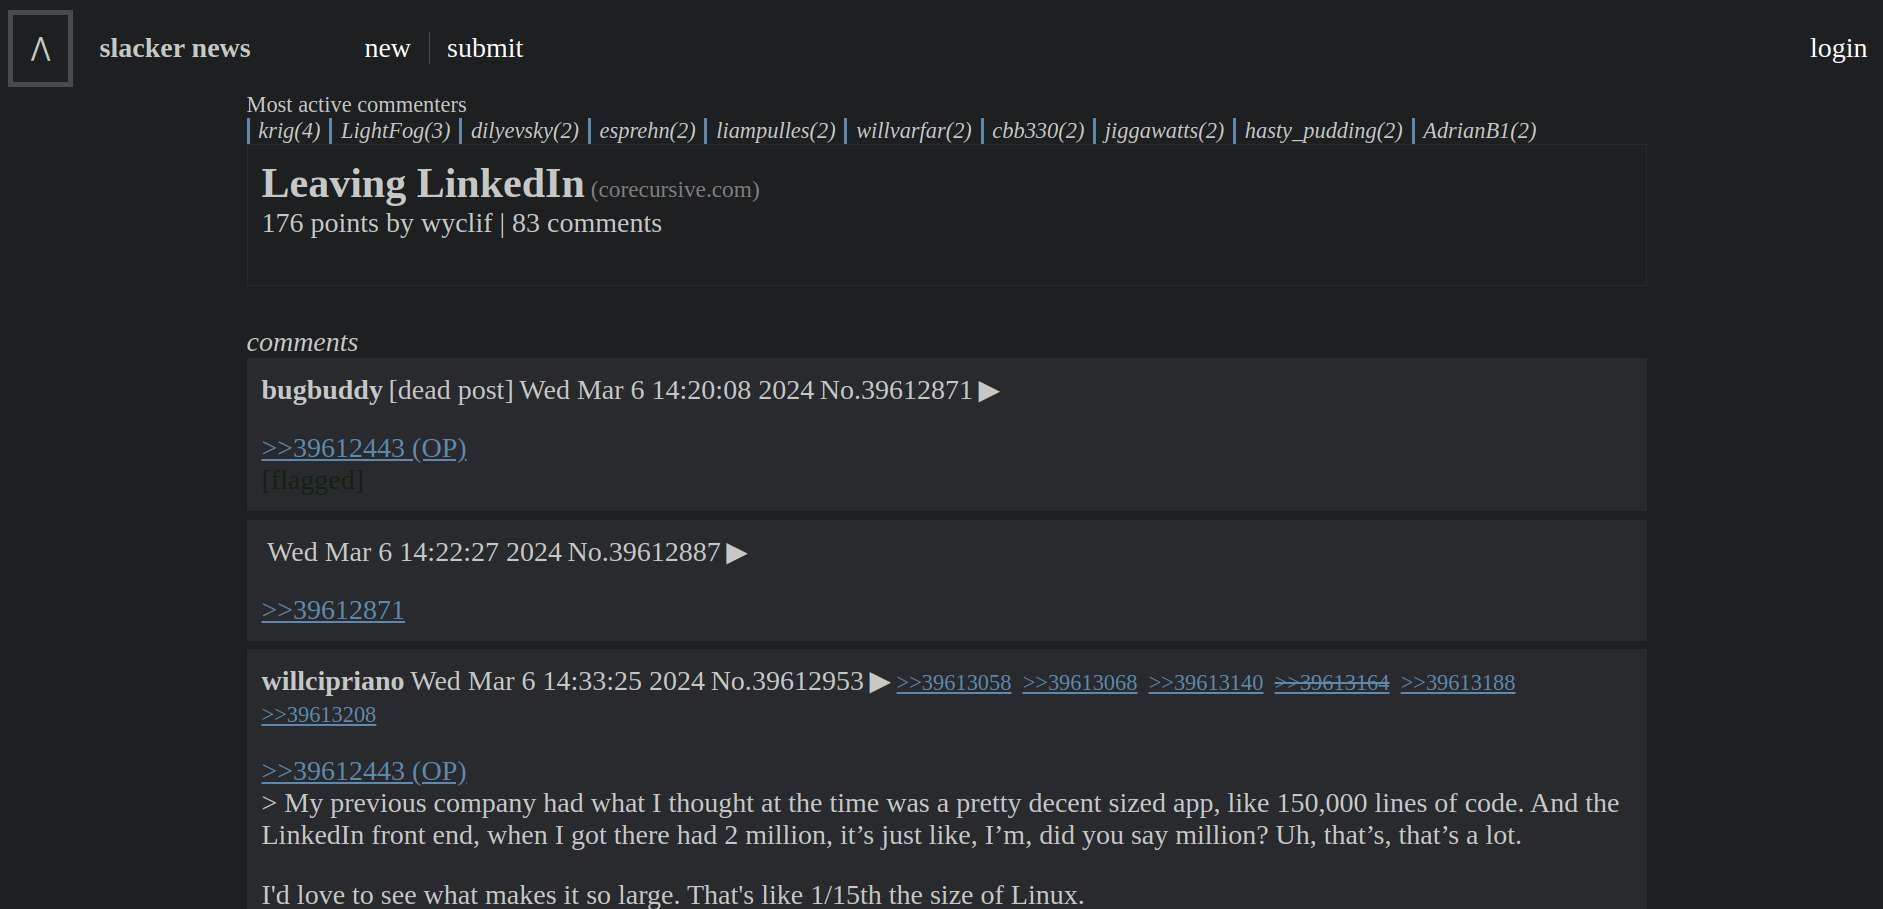 Λ slacker news new submit login
Most active commenters
krig(4) LightFog(3) dilyevsky(2) esprehn(2) liampulles(2) willvarfar(2) cbb330(2) jiggawatts(2) hasty_pudding(2) AdrianB1(2)
Leaving LinkedIn (corecursive.com)
176 points by wyclif | 83 comments
comments
bugbuddy [dead post] Wed Mar 6 14:20:08 2024 No.39612871 ▶
>>39612443 (OP)
[flagged]
Wed Mar 6 14:22:27 2024 No.39612887 ▶
>>39612871
willcipriano Wed Mar 6 14:33:25 2024 No.39612953 ▶ >>39613058 >>39613068 >>39613140 >>39613164 >>39613188
>>39613208
>>39612443 (OP)
> My previous company had what I thought at the time was a pretty decent sized app, like 150,000 lines of code. And the
LinkedIn front end, when I got there had 2 million, it’s just like, I’m, did you say million? Uh, that’s, that’s a lot.
I'd love to see what makes it so large. That's like 1/15th the size of Linux.